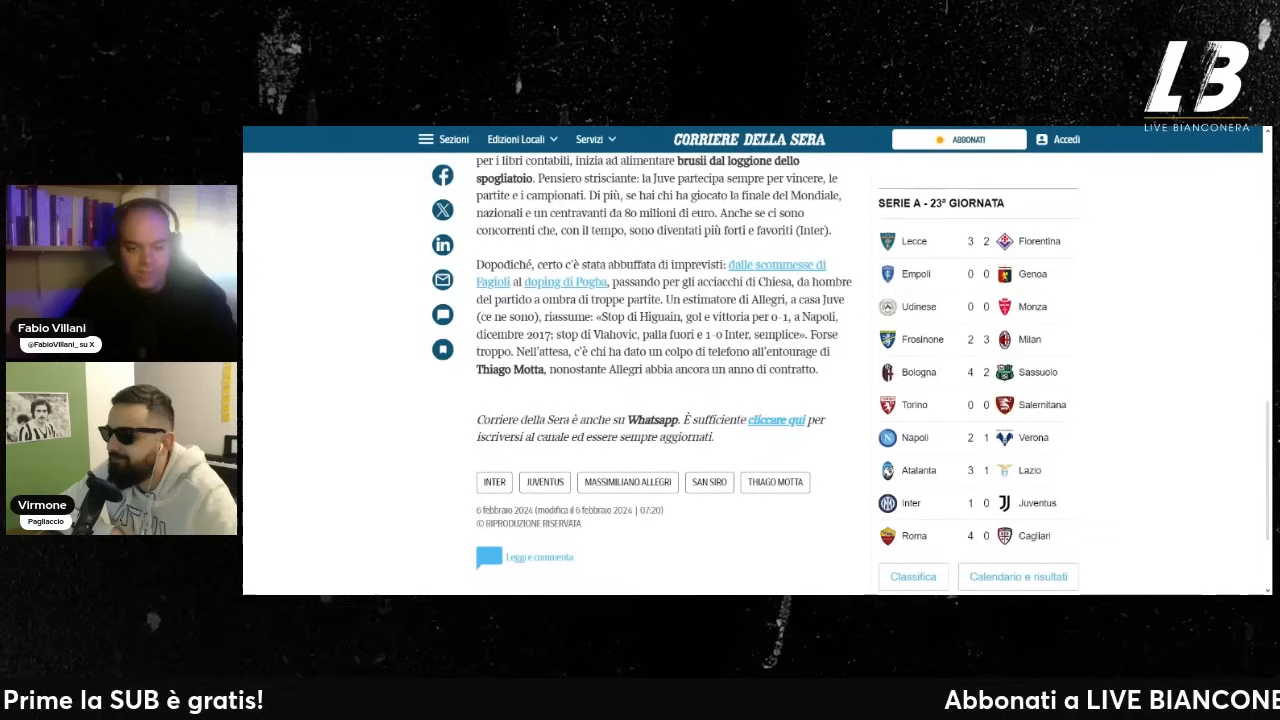 LB
LIVE BIANCONERA
Sezioni
Edizioni Locali
Servizi
CORRIERE DELLA SERA
ABBONATI
Accedi
per i libri contabili, inizia ad alimentare brusii dal loggione dello
spogliatoio. Pensiero strisciante: la Juve partecipa sempre per vincere, le
partite e i campionati. Di più, se hai chi ha giocato la finale del Mondiale,
nazionali e un centravanti da 80 milioni di euro. Anche se ci sono
concorrenti che, con il tempo, sono diventati più forti e favoriti (Inter).
Dopodiché, certo c'è stata abbuffata di imprevisti: dalle scommesse di
Fagioli al doping di Pogba, passando per gli acciacchi di Chiesa, da hombre
del partido a ombra di troppe partite. Un estimatore di Allegri, a casa Juve
(ce ne sono), riassume: «Stop di Higuain, gol e vittoria per 0-1, a Napoli,
dicembre 2017; stop di Vlahovic, palla fuori e 1-0 Inter, semplice». Forse
troppo. Nell'attesa, c'è chi ha dato un colpo di telefono all'entourage di
Thiago Motta, nonostante Allegri abbia ancora un anno di contratto.
Corriere della Sera è anche su Whatsapp. È sufficiente cliccare qui per
iscriversi al canale ed essere sempre aggiornati.
INTER
JUVENTUS
MASSIMILIANO ALLEGRI
SAN SIRO
THIAGO MOTTA
6 febbraio 2024 (modifica il 6 febbraio 2024 | 07:20)
© RIPRODUZIONE RISERVATA
Leggi e commenta
SERIE A - 23ª GIORNATA
Lecce 3 2 Fiorentina
Empoli 0 0 Genoa
Udinese 0 0 Monza
Frosinone 2 3 Milan
Bologna 4 2 Sassuolo
Torino 0 0 Salernitana
Napoli 2 1 Verona
Atalanta 3 1 Lazio
Inter 1 0 Juventus
Roma 4 0 Cagliari
Classifica
Calendario e risultati
Fabio Villani
@FabioVillani_ su X
Virmone
Pagliaccio
Prime la SUB è gratis!
Abbonati a LIVE BIANCONE